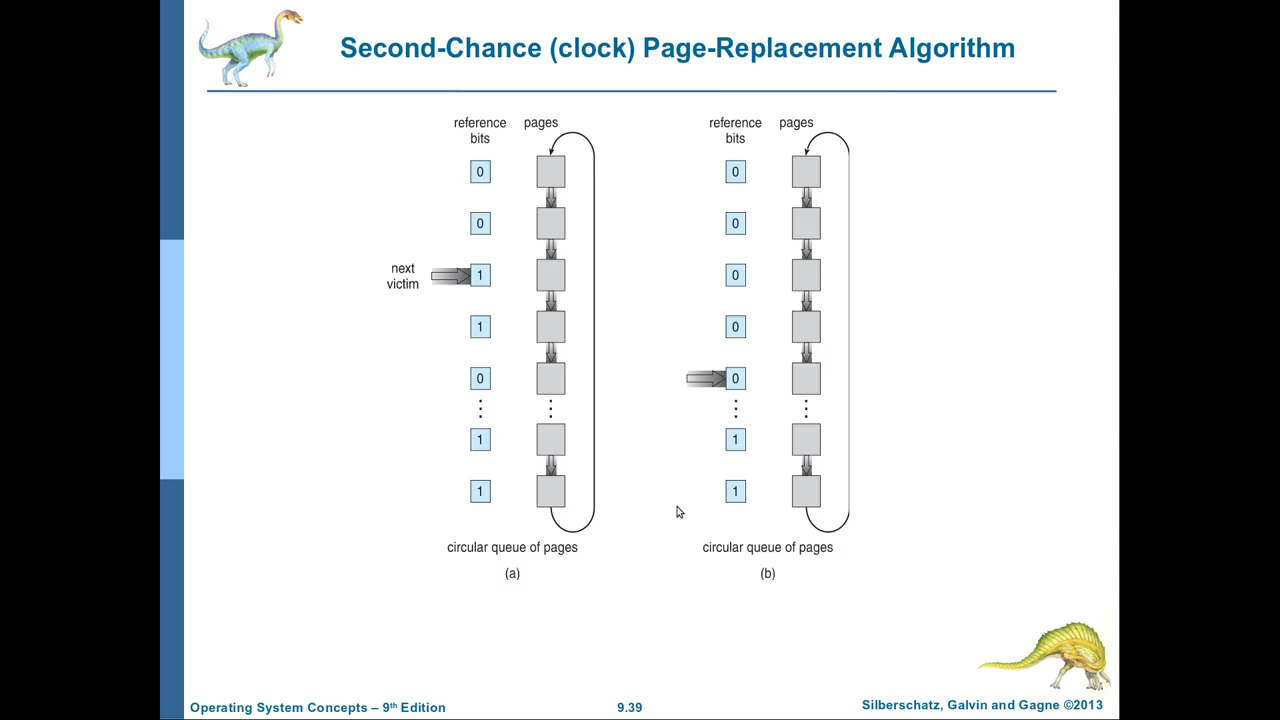 Second-Chance (clock) Page-Replacement Algorithm
reference bits pages
0
0
next victim 1
1
0
1
1
circular queue of pages
(a)
reference bits pages
0
0
0
0
0
1
1
circular queue of pages
(b)
Operating System Concepts – 9th Edition 9.39 Silberschatz, Galvin and Gagne ©2013